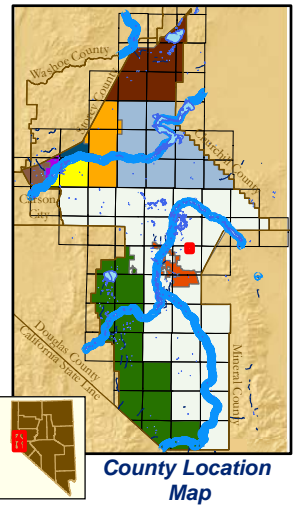 Washoe County
Storey County
Churchill County
Carson
City
Douglas County
California State Line
Mineral County
County Location
Map